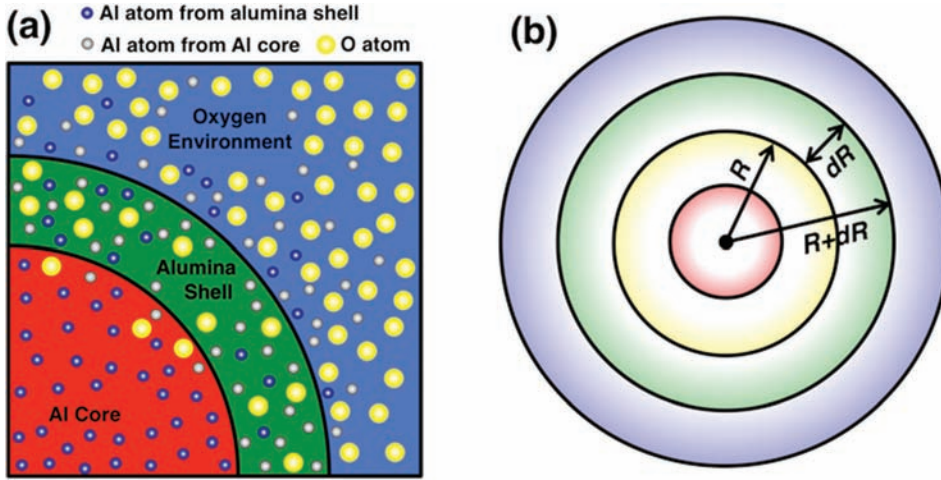 (a)
Al atom from alumina shell
Al atom from Al core
O atom
Oxygen
Environment
Alumina
Shell
Al Core
(b)
R
dR
R+dR